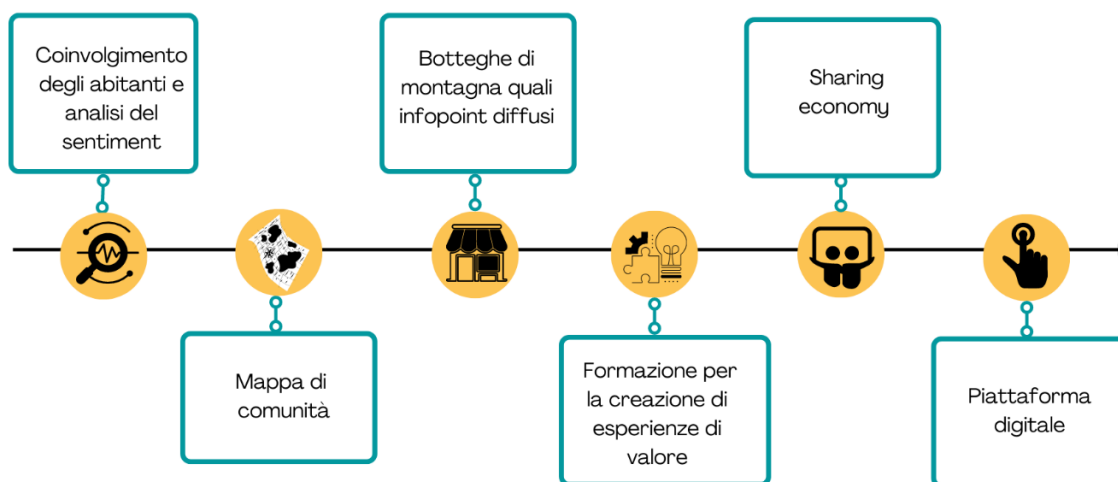 Coinvolgimento
degli abitanti e
analisi del
sentiment
Mappa di
comunità
Botteghe di
montagna quali
infopoint diffusi
Formazione per
la creazione di
esperienze di
valore
Sharing
economy
Piattaforma
digitale